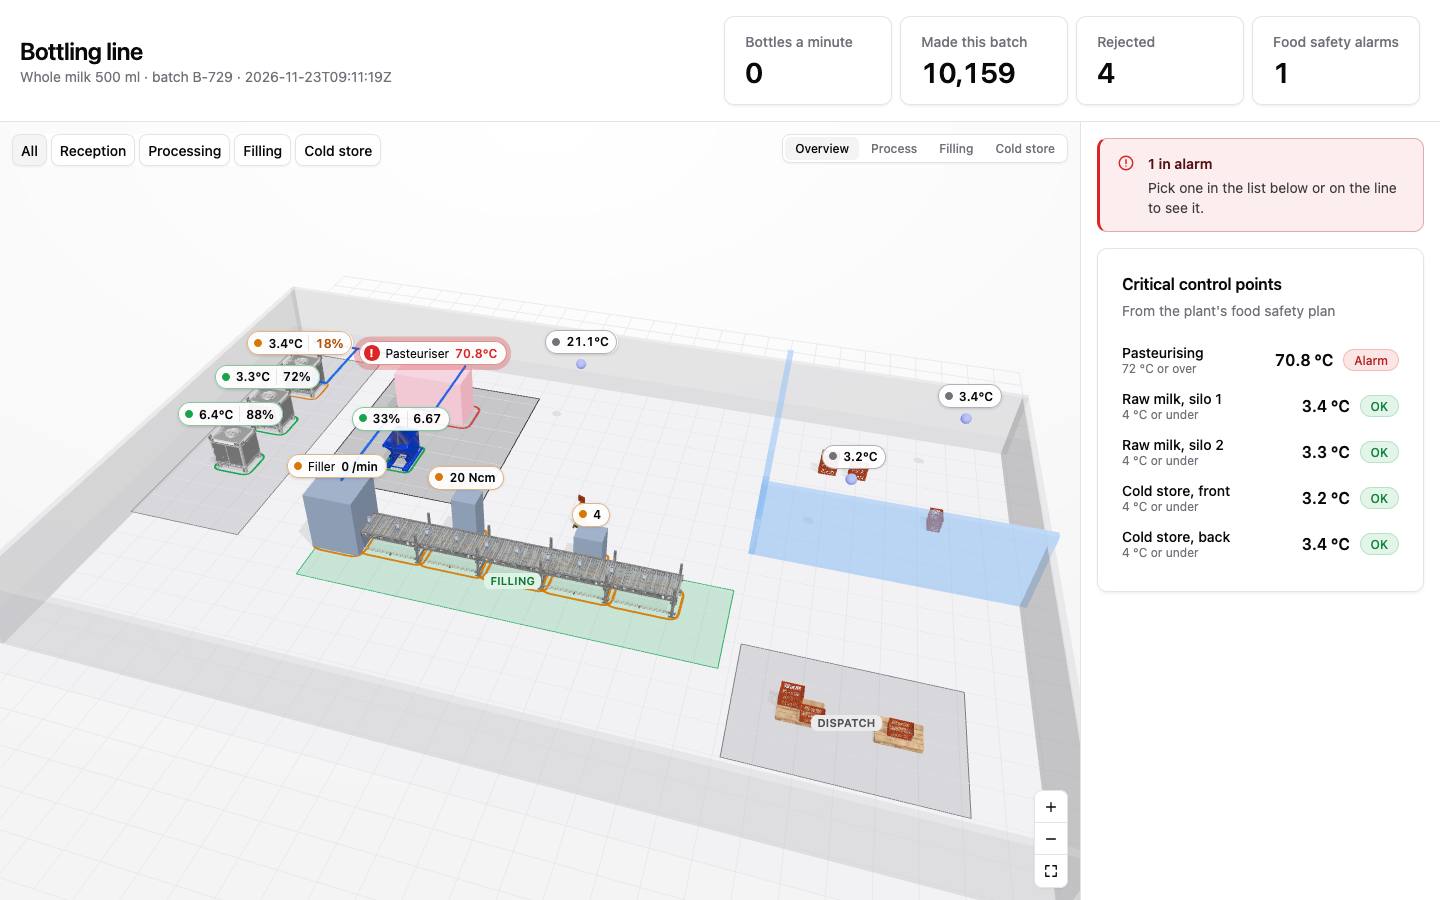 Bottling line
Whole milk 500 ml · batch B-729 · 2026-11-23T09:11:19Z
Bottles a minute
0
Made this batch
10,159
Rejected
4
Food safety alarms
1
All
Reception
Processing
Filling
Cold store
Overview
Process
Filling
Cold store
3.4°C 18%
Pasteuriser 70.8°C
21.1°C
3.3°C 72%
6.4°C 88%
33% 6.67
3.4°C
3.2°C
Filler 0 /min
20 Ncm
4
FILLING
DISPATCH
+
−
1 in alarm
Pick one in the list below or on the line
to see it.
Critical control points
From the plant's food safety plan
Pasteurising
72 °C or over
70.8 °C Alarm
Raw milk, silo 1
4 °C or under
3.4 °C OK
Raw milk, silo 2
4 °C or under
3.3 °C OK
Cold store, front
4 °C or under
3.2 °C OK
Cold store, back
4 °C or under
3.4 °C OK